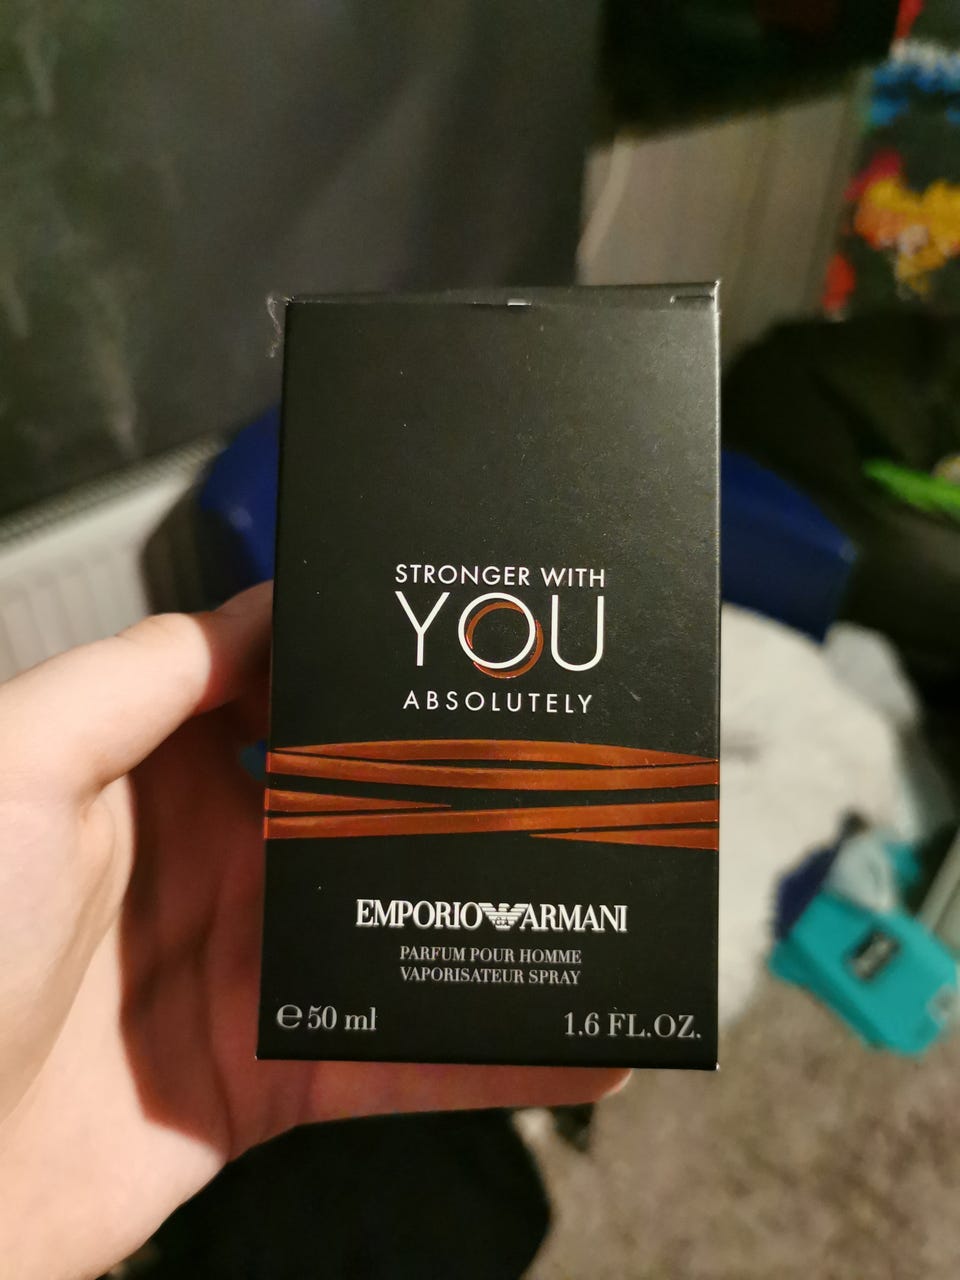 STRONGER WITH
YOU
ABSOLUTELY
EMPORIO ARMANI
PARFUM POUR HOMME
VAPORISATEUR SPRAY
℮ 50 ml 1.6 FL.OZ.